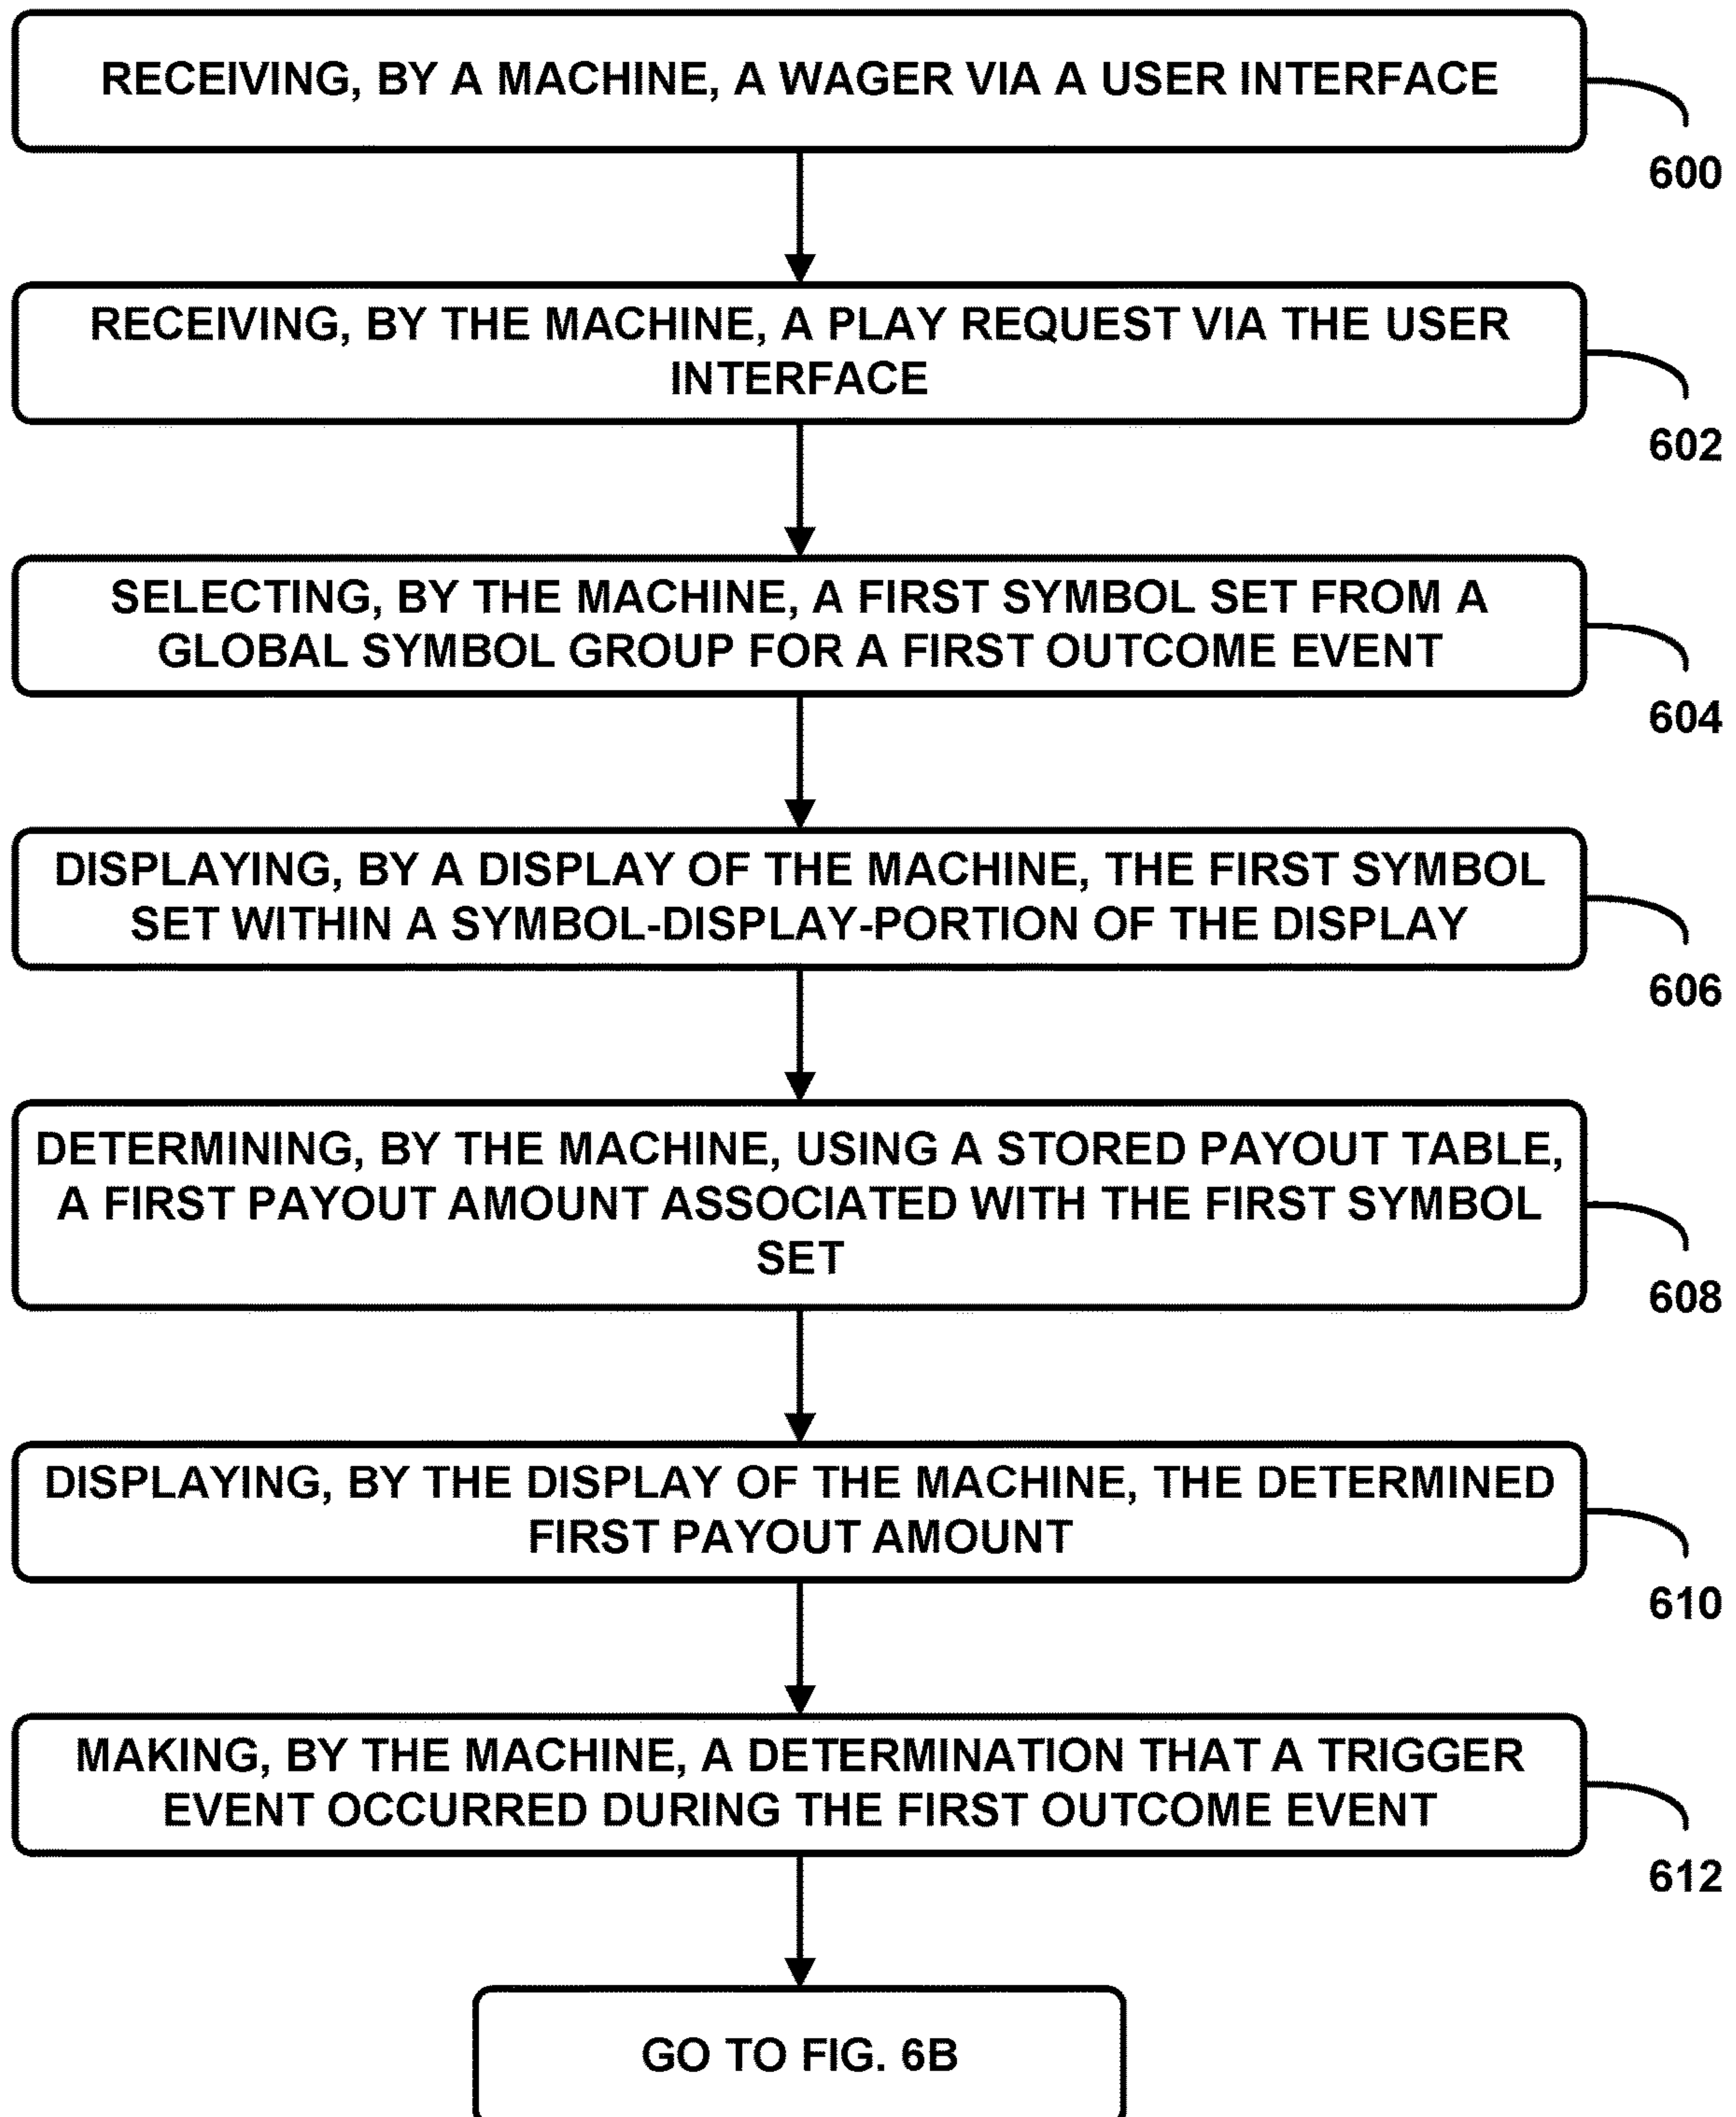 RECEIVING, BY A MACHINE, A WAGER VIA A USER INTERFACE
600
RECEIVING, BY THE MACHINE, A PLAY REQUEST VIA THE USER
INTERFACE
602
SELECTING, BY THE MACHINE, A FIRST SYMBOL SET FROM A
GLOBAL SYMBOL GROUP FOR A FIRST OUTCOME EVENT
604
DISPLAYING, BY A DISPLAY OF THE MACHINE, THE FIRST SYMBOL
SET WITHIN A SYMBOL-DISPLAY-PORTION OF THE DISPLAY
606
DETERMINING, BY THE MACHINE, USING A STORED PAYOUT TABLE,
A FIRST PAYOUT AMOUNT ASSOCIATED WITH THE FIRST SYMBOL
SET
608
DISPLAYING, BY THE DISPLAY OF THE MACHINE, THE DETERMINED
FIRST PAYOUT AMOUNT
610
MAKING, BY THE MACHINE, A DETERMINATION THAT A TRIGGER
EVENT OCCURRED DURING THE FIRST OUTCOME EVENT
612
GO TO FIG. 6B